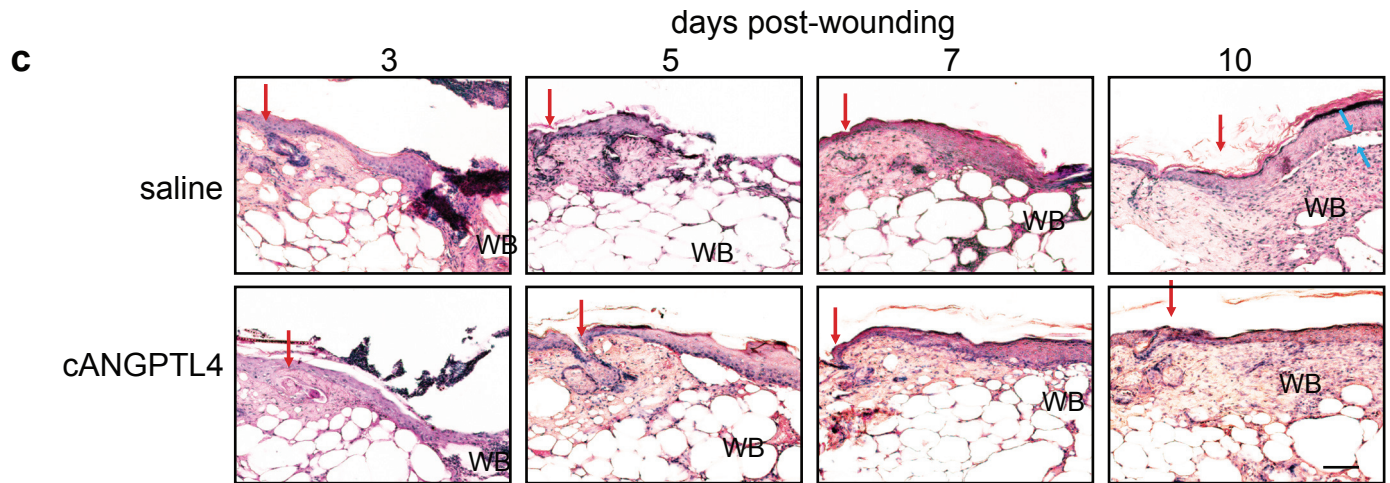 days post-wounding
c
3 5 7 10
saline
WB WB WB WB
cANGPTL4
WB WB WB WB